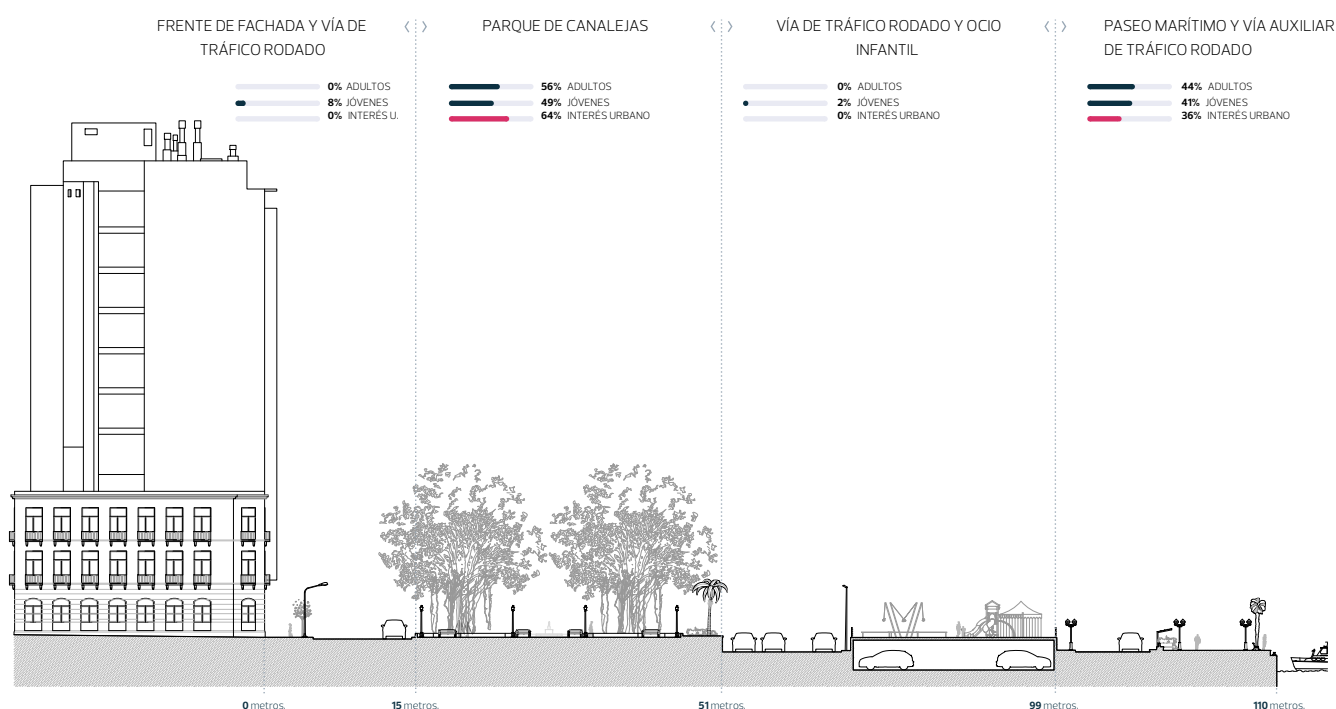 FRENTE DE FACHADA Y VÍA DE
TRÁFICO RODADO
0% ADULTOS
8% JÓVENES
0% INTERÉS U.
PARQUE DE CANALEJAS
56% ADULTOS
49% JÓVENES
64% INTERÉS URBANO
VÍA DE TRÁFICO RODADO Y OCIO
INFANTIL
0% ADULTOS
2% JÓVENES
0% INTERÉS URBANO
PASEO MARÍTIMO Y VÍA AUXILIAR
DE TRÁFICO RODADO
44% ADULTOS
41% JÓVENES
36% INTERÉS URBANO
0 metros.
15 metros.
51 metros.
99 metros.
110 metros.